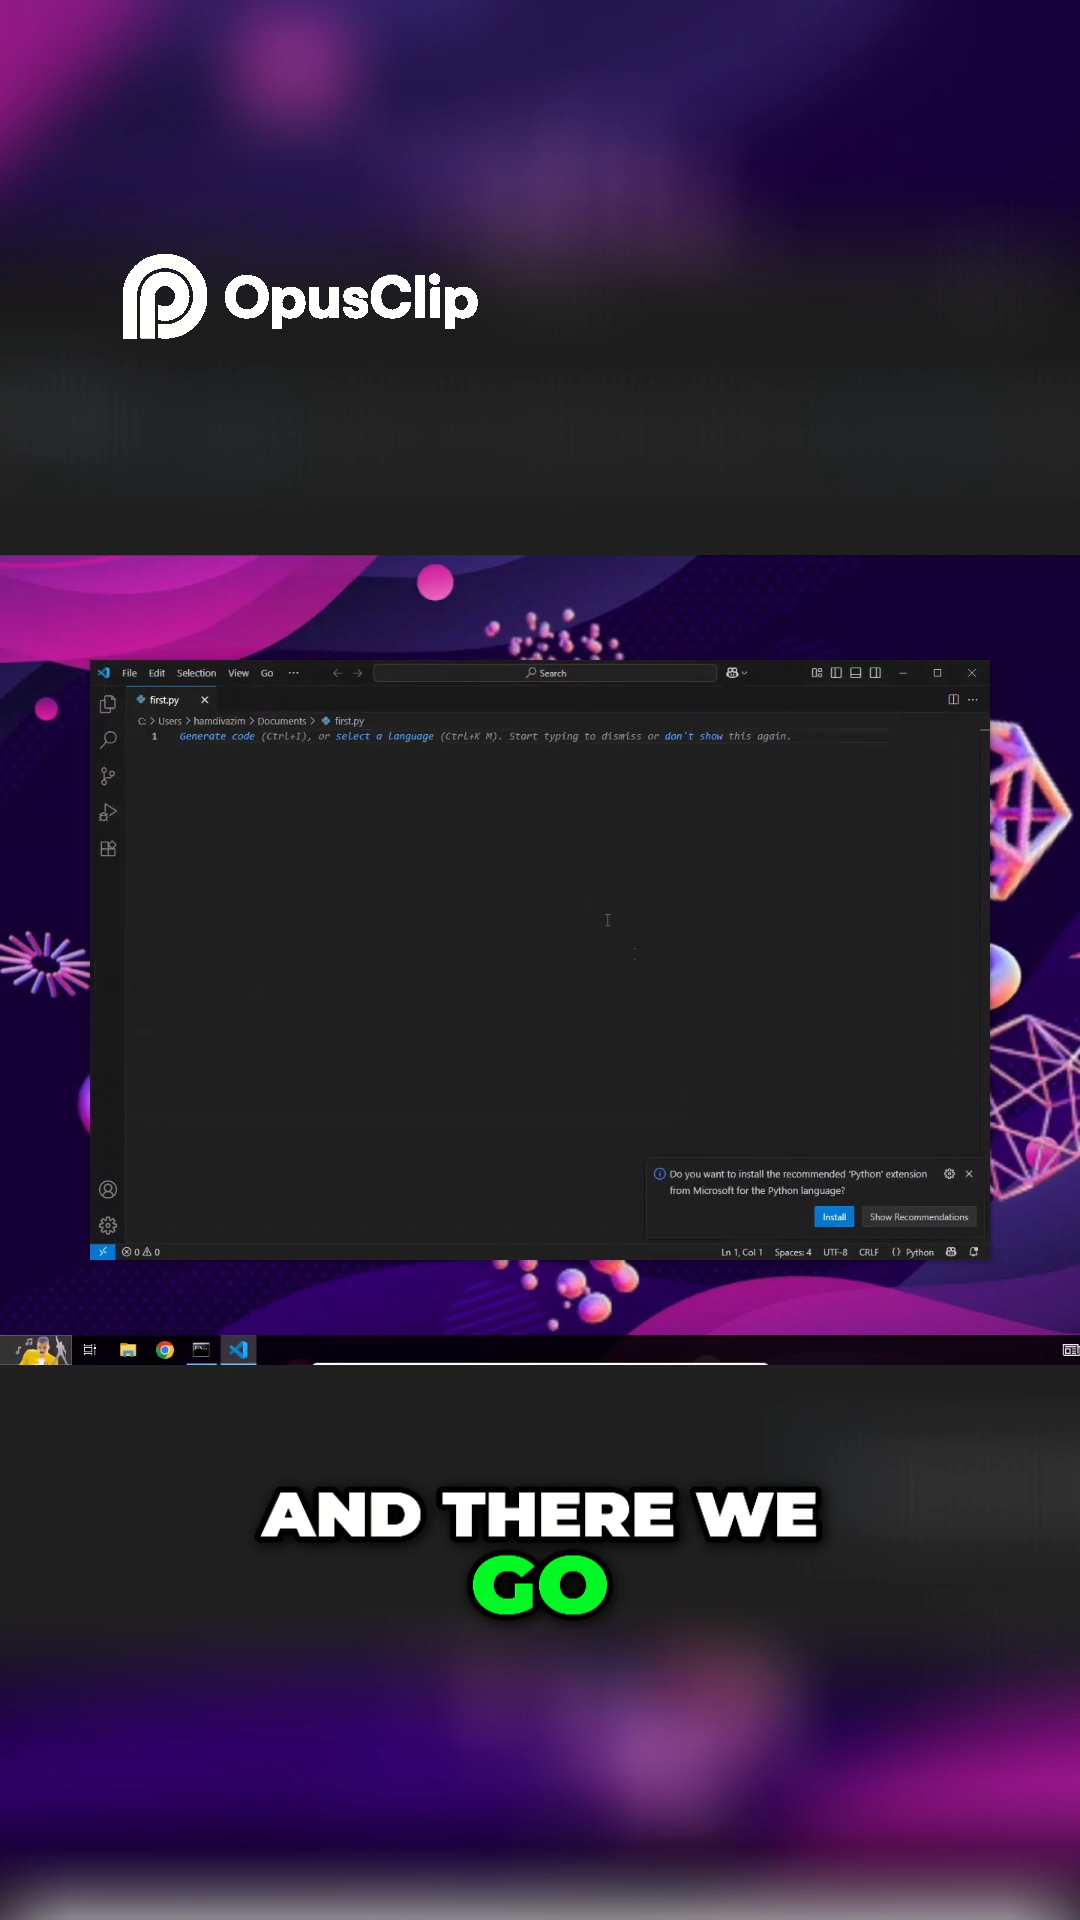 OpusClip
File Edit Selection View Go ··· Search
first.py
C: > Users > hamdivazim > Documents > first.py
1 Generate code (Ctrl+I), or select a language (Ctrl+K M). Start typing to dismiss or don't show this again.
Do you want to install the recommended 'Python' extension
from Microsoft for the Python language?
Install Show Recommendations
0 0 Ln 1, Col 1 Spaces: 4 UTF-8 CRLF {} Python
AND THERE WE
GO